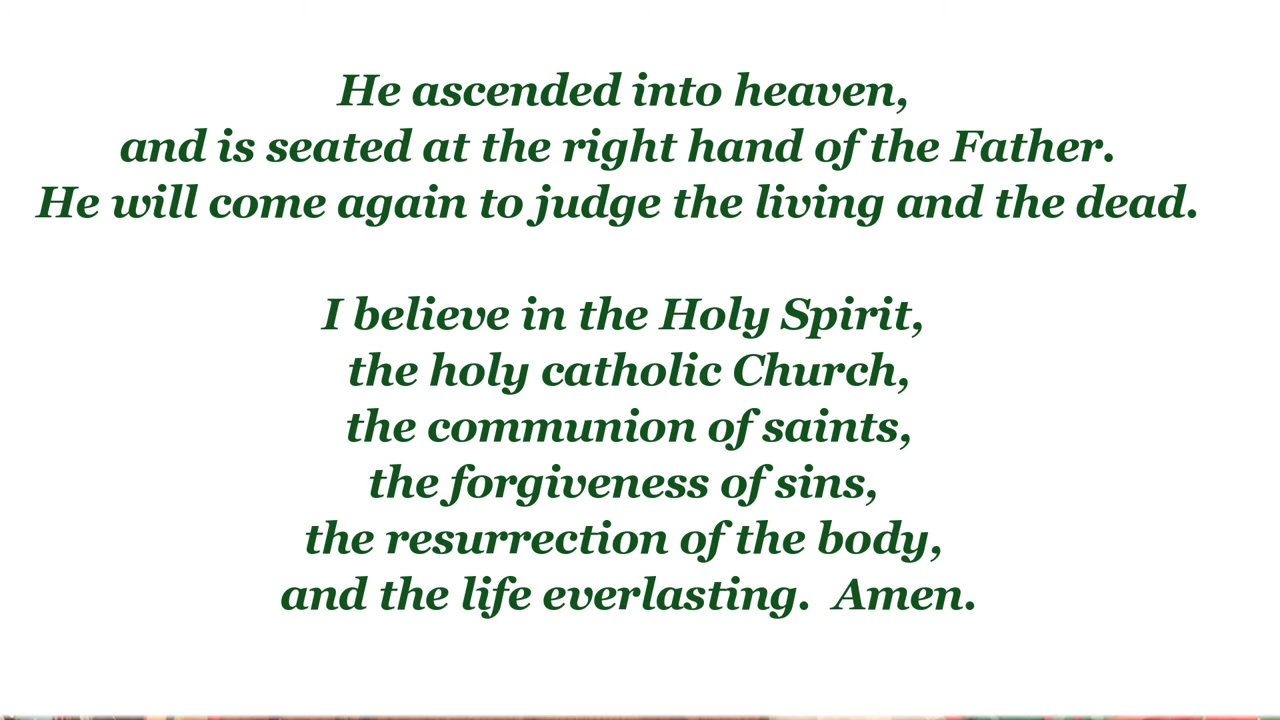 He ascended into heaven,
and is seated at the right hand of the Father.
He will come again to judge the living and the dead.
I believe in the Holy Spirit,
the holy catholic Church,
the communion of saints,
the forgiveness of sins,
the resurrection of the body,
and the life everlasting.  Amen.